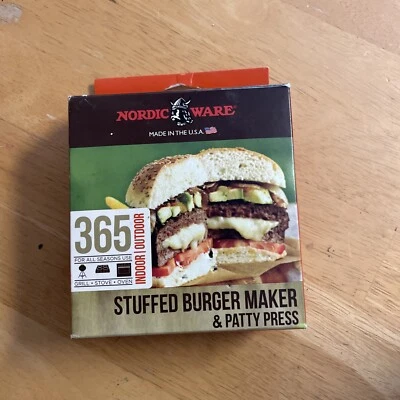 NORDIC WARE®
MADE IN THE U.S.A.
365
INDOOR | OUTDOOR
FOR ALL SEASONS USE
GRILL • STOVE • OVEN
STUFFED BURGER MAKER
& PATTY PRESS